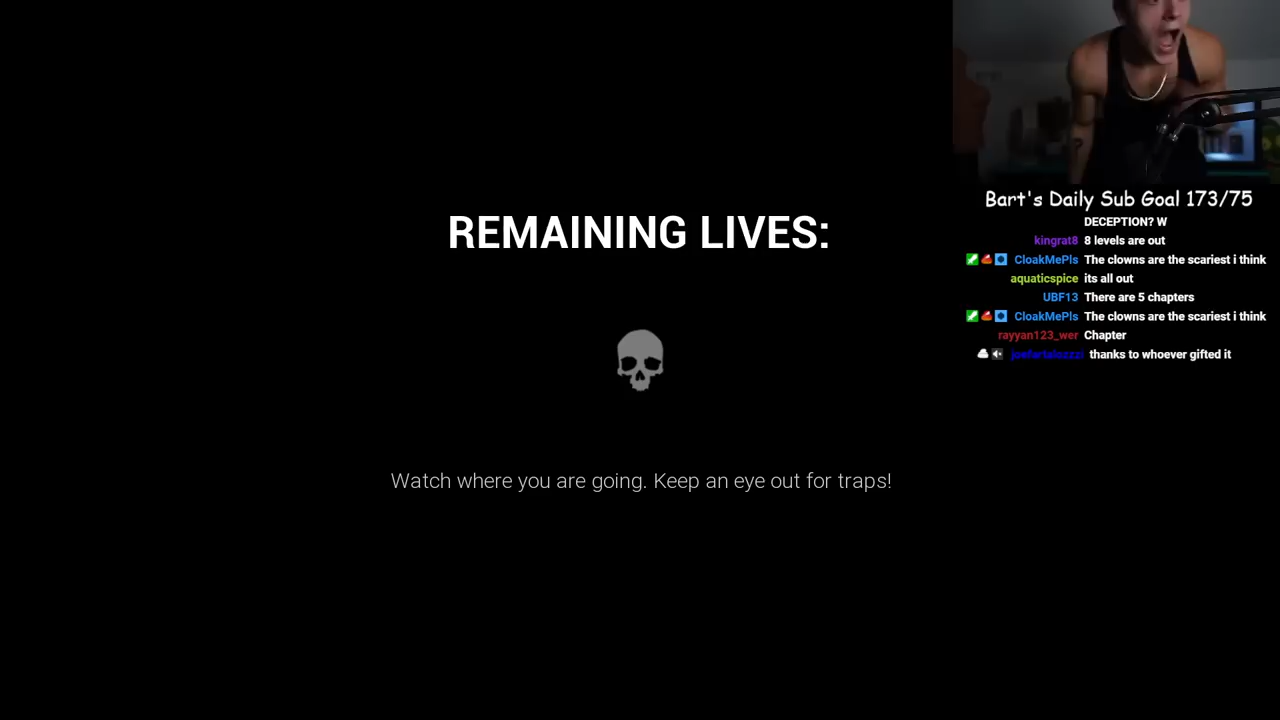 REMAINING LIVES:
Watch where you are going. Keep an eye out for traps!
Bart's Daily Sub Goal 173/75
DECEPTION? W
kingrat8 8 levels are out
CloakMePls The clowns are the scariest i think
aquaticspice its all out
UBF13 There are 5 chapters
CloakMePls The clowns are the scariest i think
rayyan123_wer Chapter
thanks to whoever gifted it